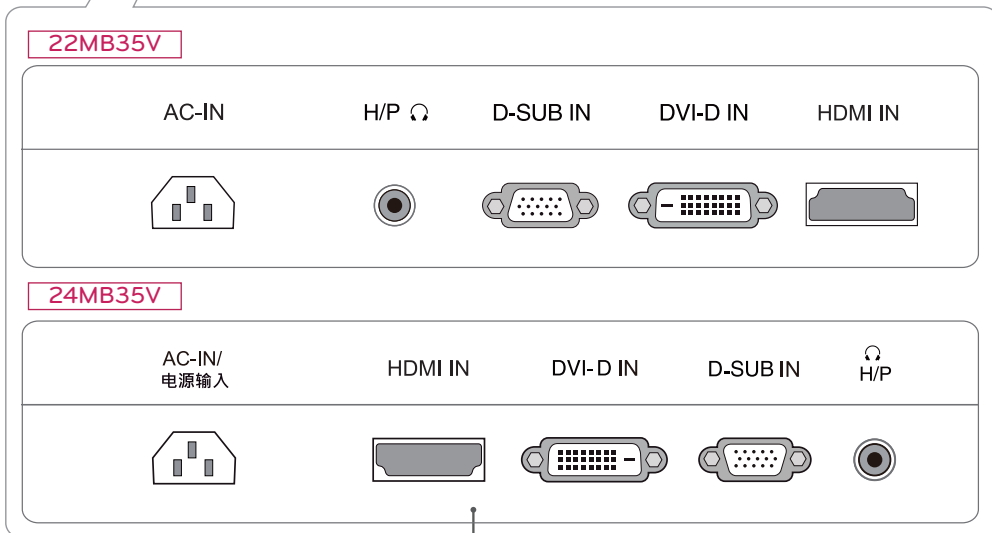 22MB35V
AC-IN H/P D-SUB IN DVI-D IN HDMI IN
24MB35V
AC-IN/
电源输入 HDMI IN DVI-D IN D-SUB IN H/P